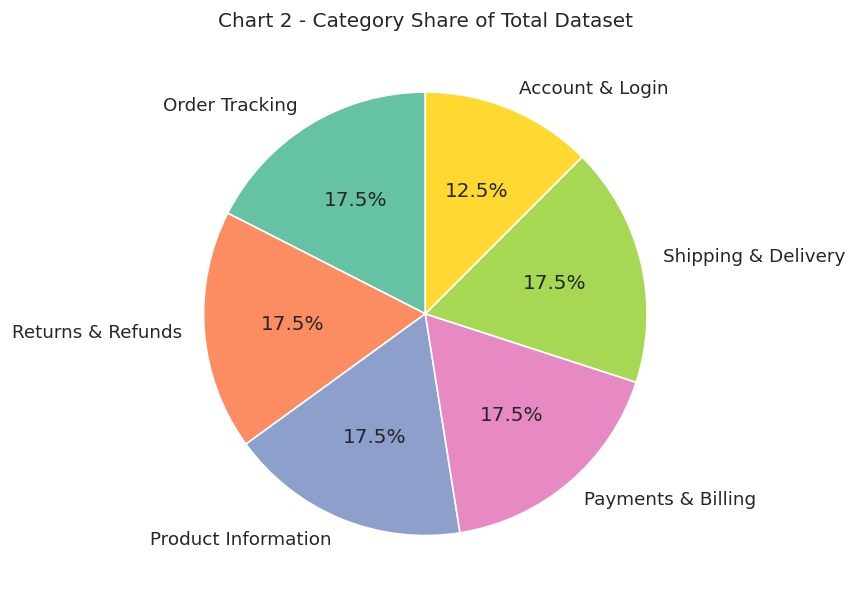 Chart 2 - Category Share of Total Dataset
Account & Login
Order Tracking
12.5%
17.5%
Shipping & Delivery
17.5%
17.5%
Returns & Refunds
17.5%
17.5%
Payments & Billing
Product Information